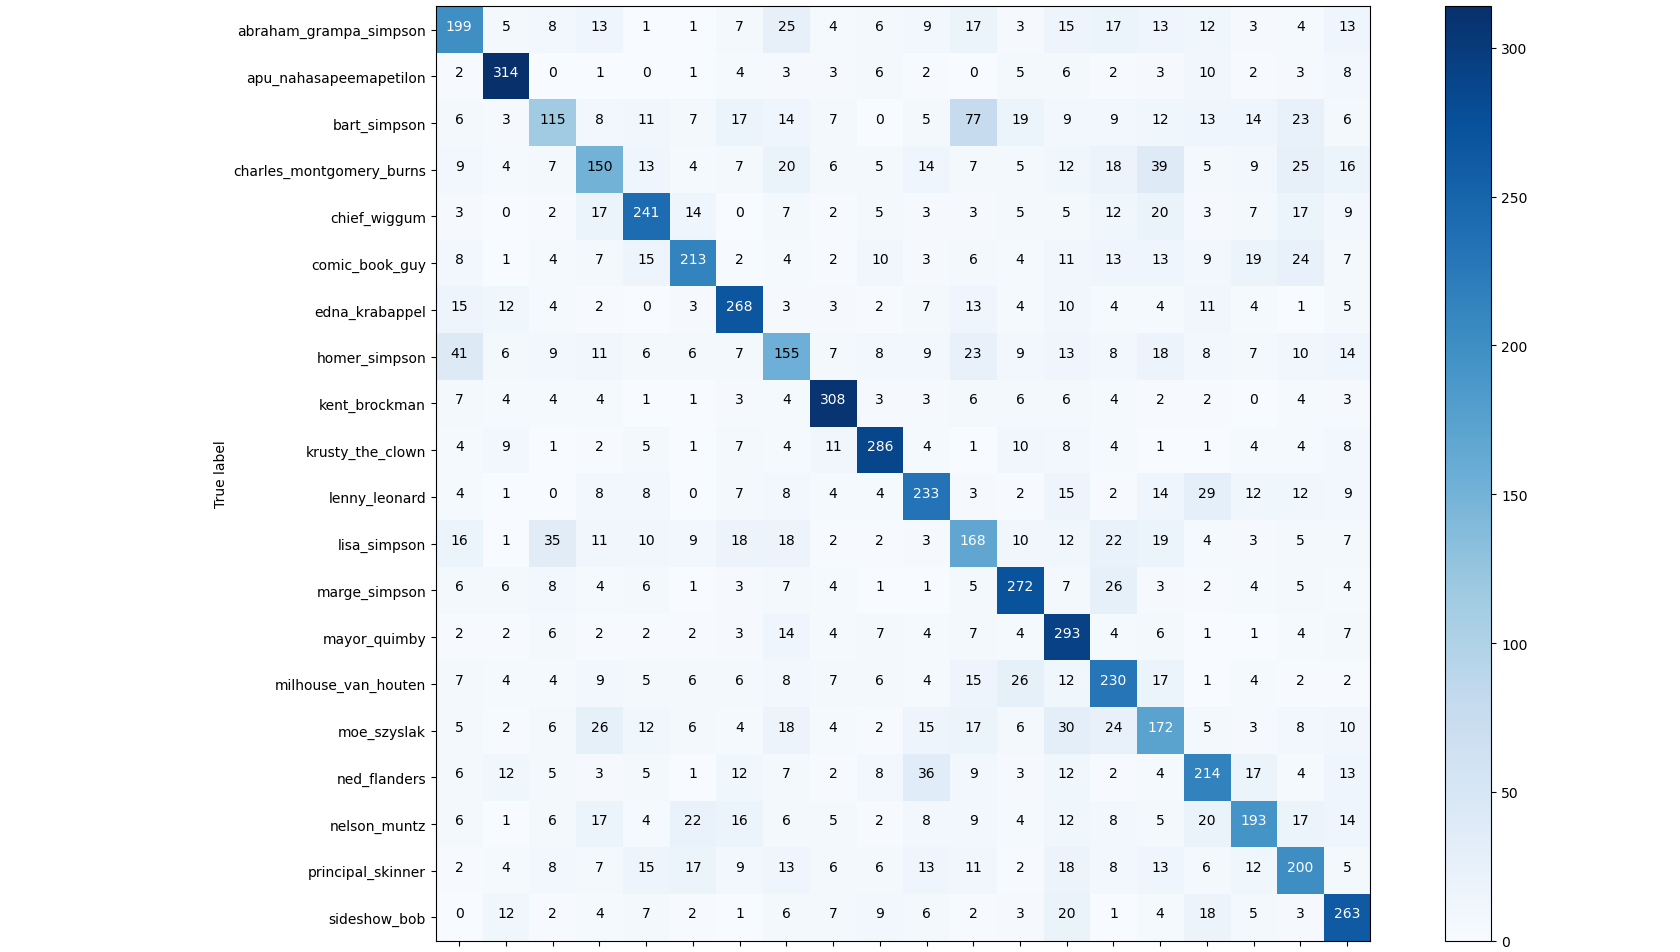 abraham_grampa_simpson 199 5 8 13 1 1 7 25 4 6 9 17 3 15 17 13 12 3 4 13
apu_nahasapeemapetilon 2 314 0 1 0 1 4 3 3 6 2 0 5 6 2 3 10 2 3 8
bart_simpson 6 3 115 8 11 7 17 14 7 0 5 77 19 9 9 12 13 14 23 6
charles_montgomery_burns 9 4 7 150 13 4 7 20 6 5 14 7 5 12 18 39 5 9 25 16
chief_wiggum 3 0 2 17 241 14 0 7 2 5 3 3 5 5 12 20 3 7 17 9
comic_book_guy 8 1 4 7 15 213 2 4 2 10 3 6 4 11 13 13 9 19 24 7
edna_krabappel 15 12 4 2 0 3 268 3 3 2 7 13 4 10 4 4 11 4 1 5
homer_simpson 41 6 9 11 6 6 7 155 7 8 9 23 9 13 8 18 8 7 10 14
kent_brockman 7 4 4 4 1 1 3 4 308 3 3 6 6 6 4 2 2 0 4 3
krusty_the_clown 4 9 1 2 5 1 7 4 11 286 4 1 10 8 4 1 1 4 4 8
lenny_leonard 4 1 0 8 8 0 7 8 4 4 233 3 2 15 2 14 29 12 12 9
lisa_simpson 16 1 35 11 10 9 18 18 2 2 3 168 10 12 22 19 4 3 5 7
marge_simpson 6 6 8 4 6 1 3 7 4 1 1 5 272 7 26 3 2 4 5 4
mayor_quimby 2 2 6 2 2 2 3 14 4 7 4 7 4 293 4 6 1 1 4 7
milhouse_van_houten 7 4 4 9 5 6 6 8 7 6 4 15 26 12 230 17 1 4 2 2
moe_szyslak 5 2 6 26 12 6 4 18 4 2 15 17 6 30 24 172 5 3 8 10
ned_flanders 6 12 5 3 5 1 12 7 2 8 36 9 3 12 2 4 214 17 4 13
nelson_muntz 6 1 6 17 4 22 16 6 5 2 8 9 4 12 8 5 20 193 17 14
principal_skinner 2 4 8 7 15 17 9 13 6 6 13 11 2 18 8 13 6 12 200 5
sideshow_bob 0 12 2 4 7 2 1 6 7 9 6 2 3 20 1 4 18 5 3 263
True label
300
250
200
150
100
50
0